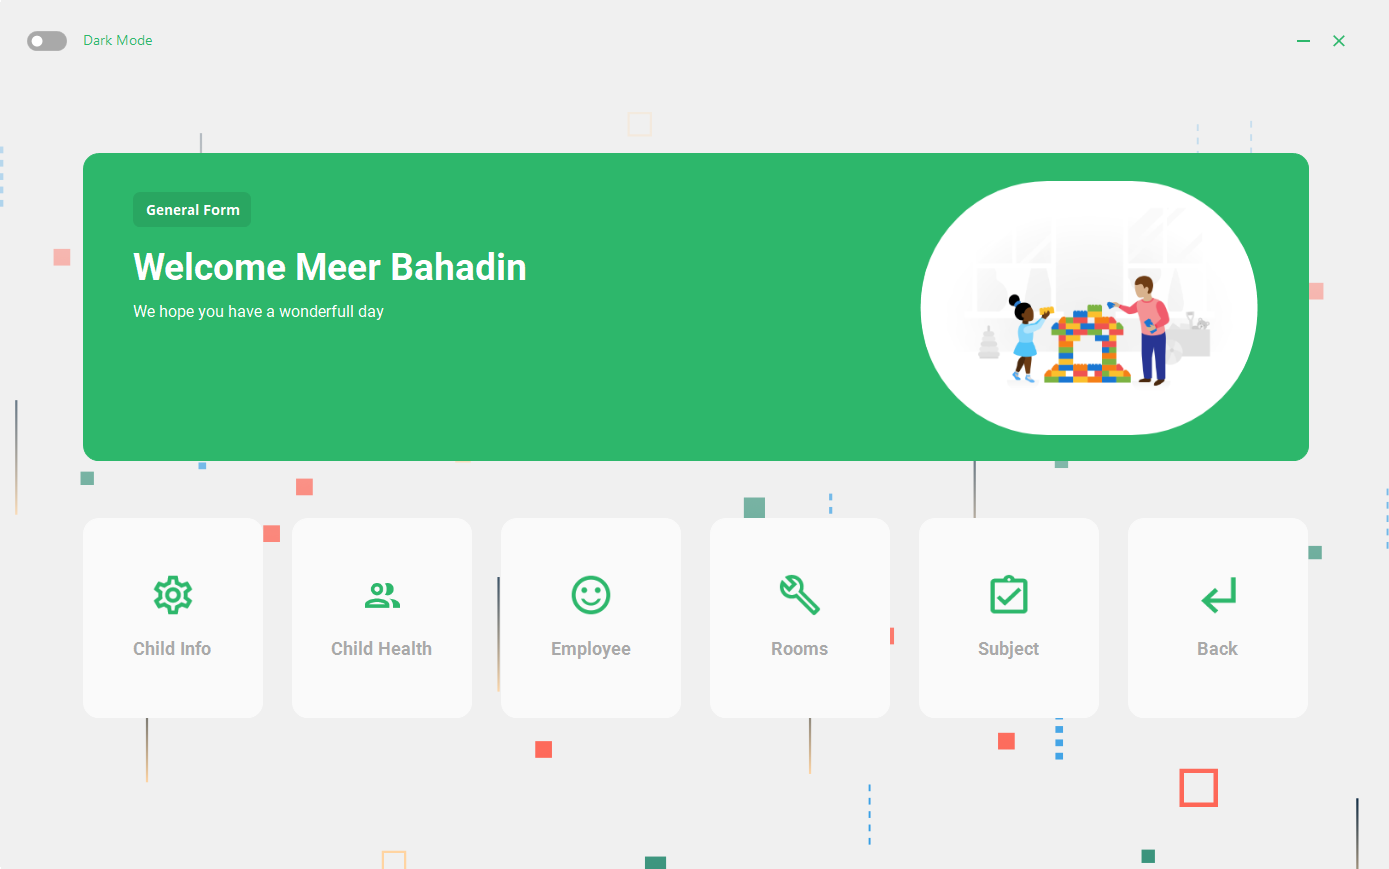 Dark Mode
General Form
Welcome Meer Bahadin
We hope you have a wonderfull day
Child Info
Child Health
Employee
Rooms
Subject
Back